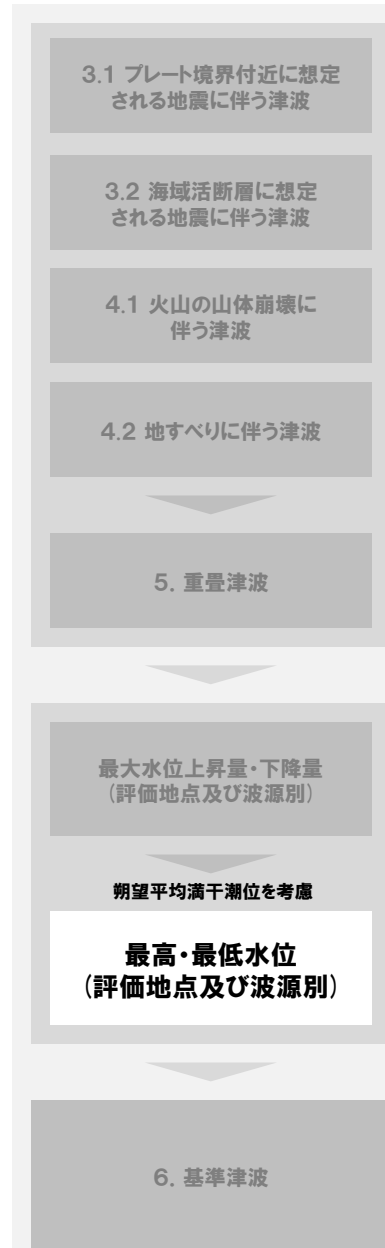 3.1 プレート境界付近に想定
される地震に伴う津波
3.2 海域活断層に想定
される地震に伴う津波
4.1 火山の山体崩壊に
伴う津波
4.2 地すべりに伴う津波
5. 重畳津波
最大水位上昇量・下降量
(評価地点及び波源別)
朔望平均満干潮位を考慮
最高・最低水位
(評価地点及び波源別)
6. 基準津波